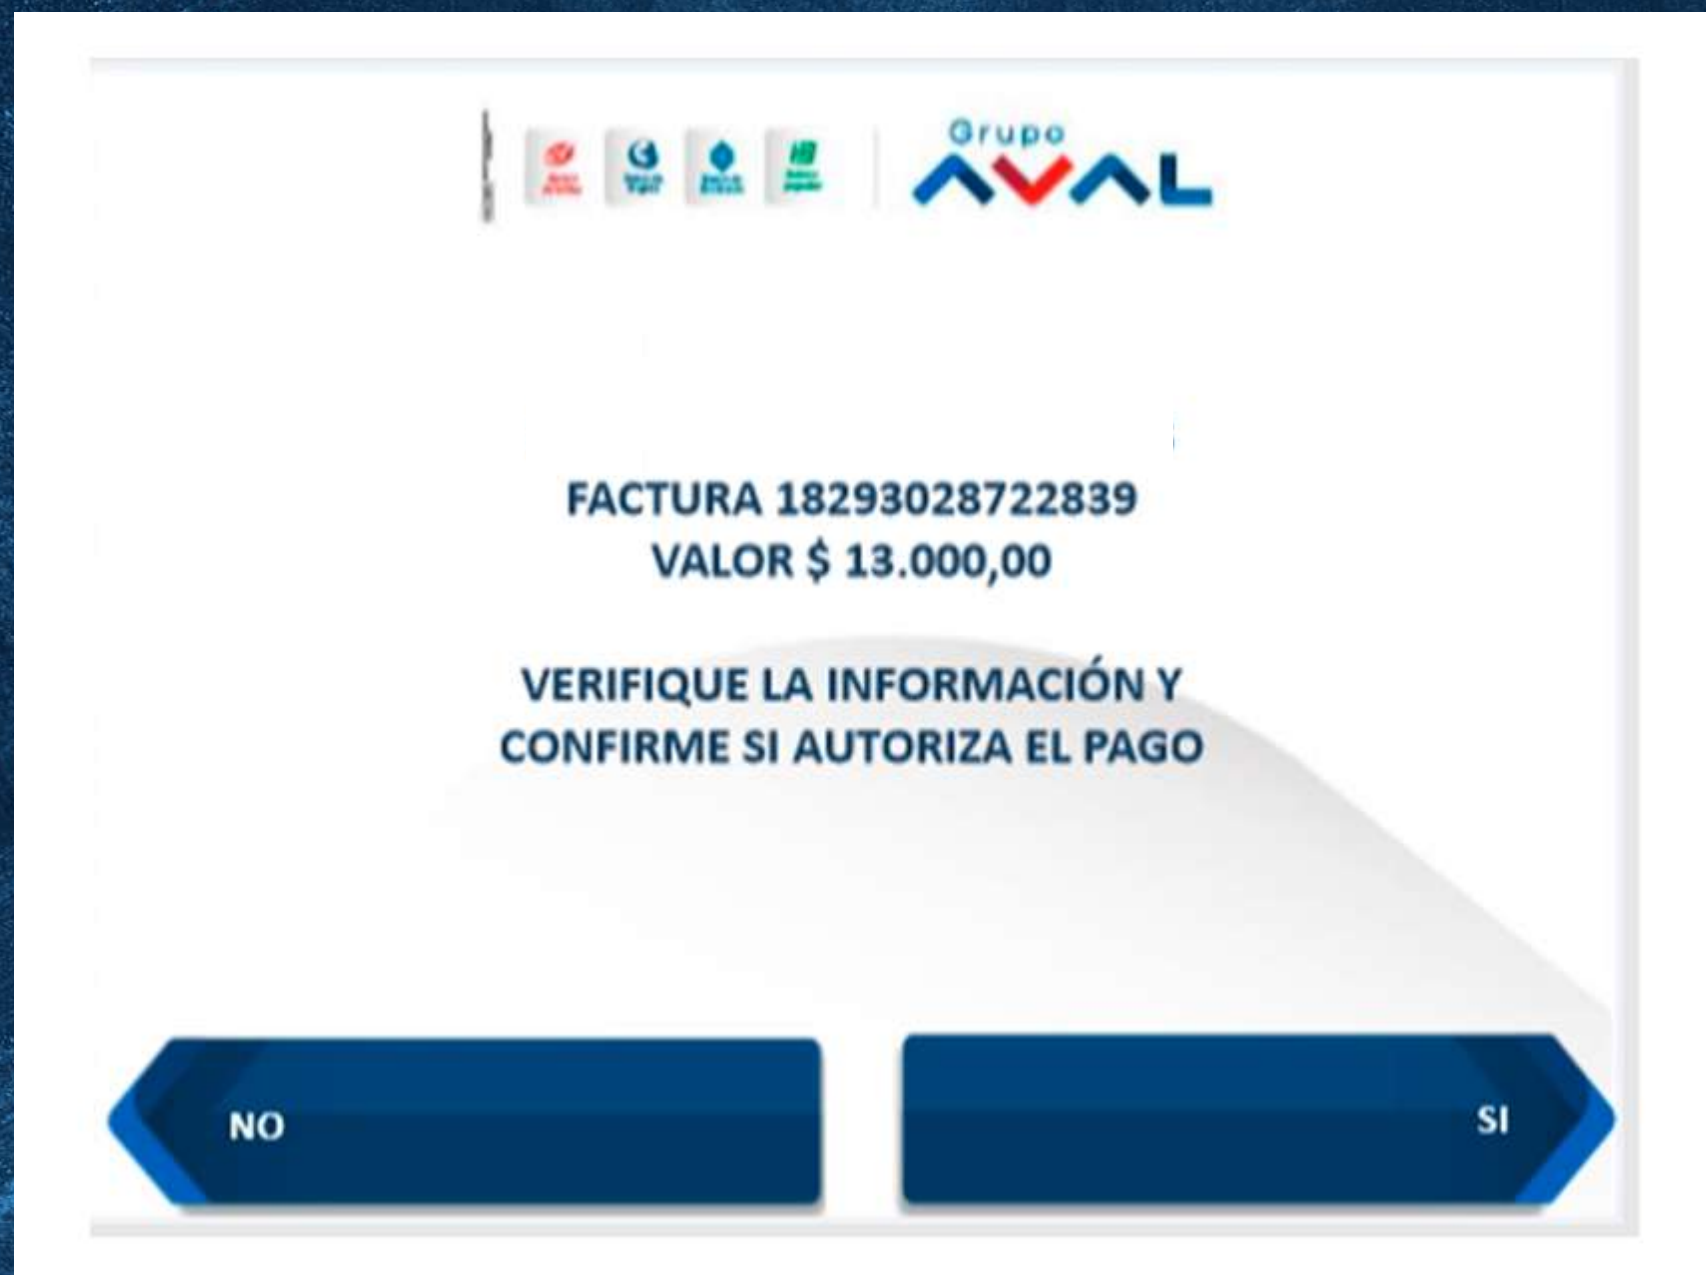 Grupo
AVAL
FACTURA 18293028722839
VALOR $ 13.000,00
VERIFIQUE LA INFORMACIÓN Y
CONFIRME SI AUTORIZA EL PAGO
NO
SI